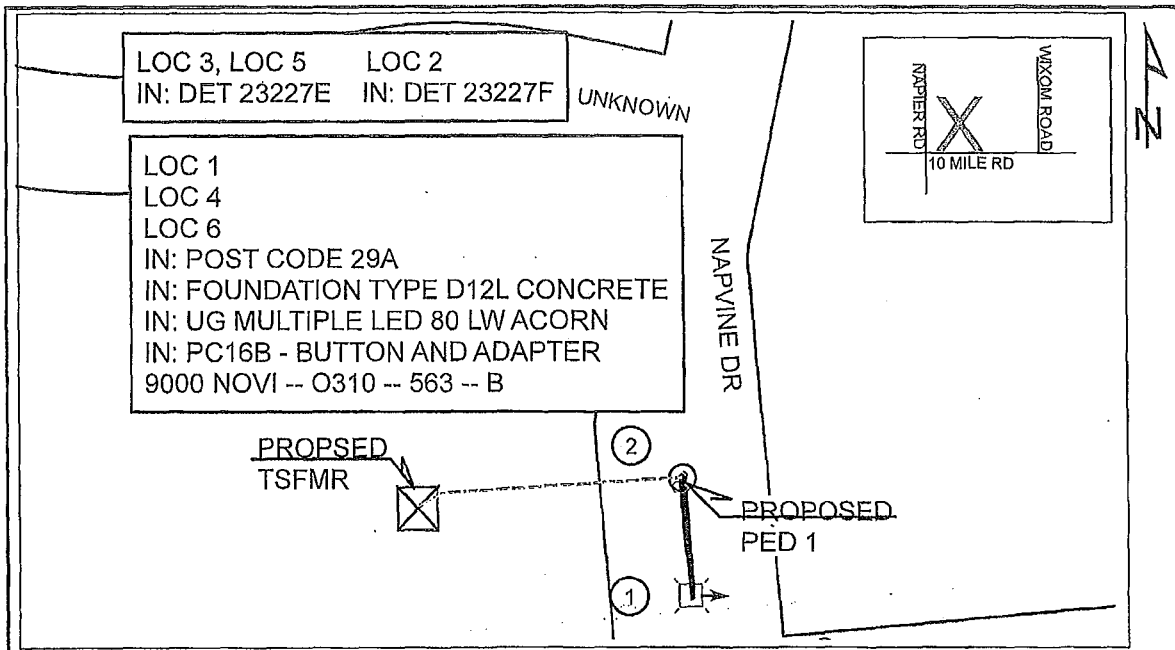 LOC 3, LOC 5 LOC 2
IN: DET 23227E IN: DET 23227F
UNKNOWN
LOC 1
LOC 4
LOC 6
IN: POST CODE 29A
IN: FOUNDATION TYPE D12L CONCRETE
IN: UG MULTIPLE LED 80 LW ACORN
IN: PC16B - BUTTON AND ADAPTER
9000 NOVI -- O310 -- 563 -- B
NAPIER RD
WIXOM ROAD
10 MILE RD
N
NAPVINE DR
PROPSED
TSFMR
2
PROPOSED
PED 1
1